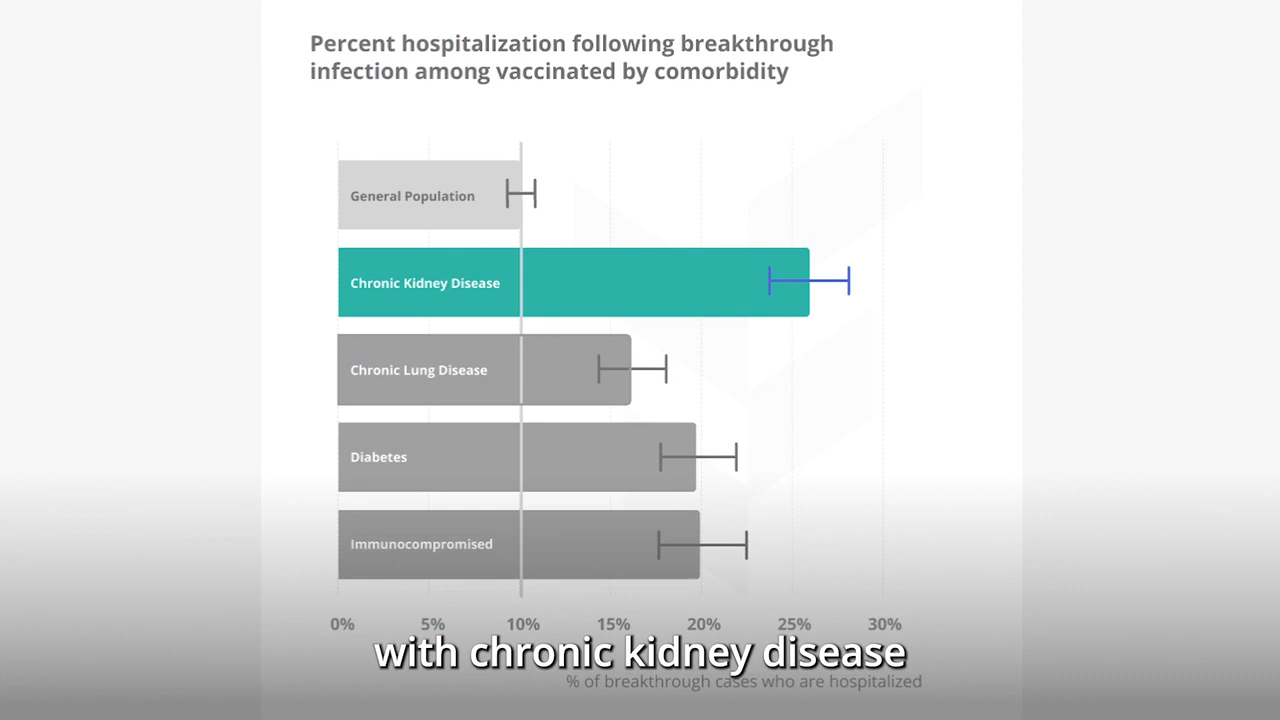 Percent hospitalization following breakthrough
infection among vaccinated by comorbidity
General Population
Chronic Kidney Disease
Chronic Lung Disease
Diabetes
Immunocompromised
0% 5% 10% 15% 20% 25% 30%
with chronic kidney disease
% of breakthrough cases who are hospitalized